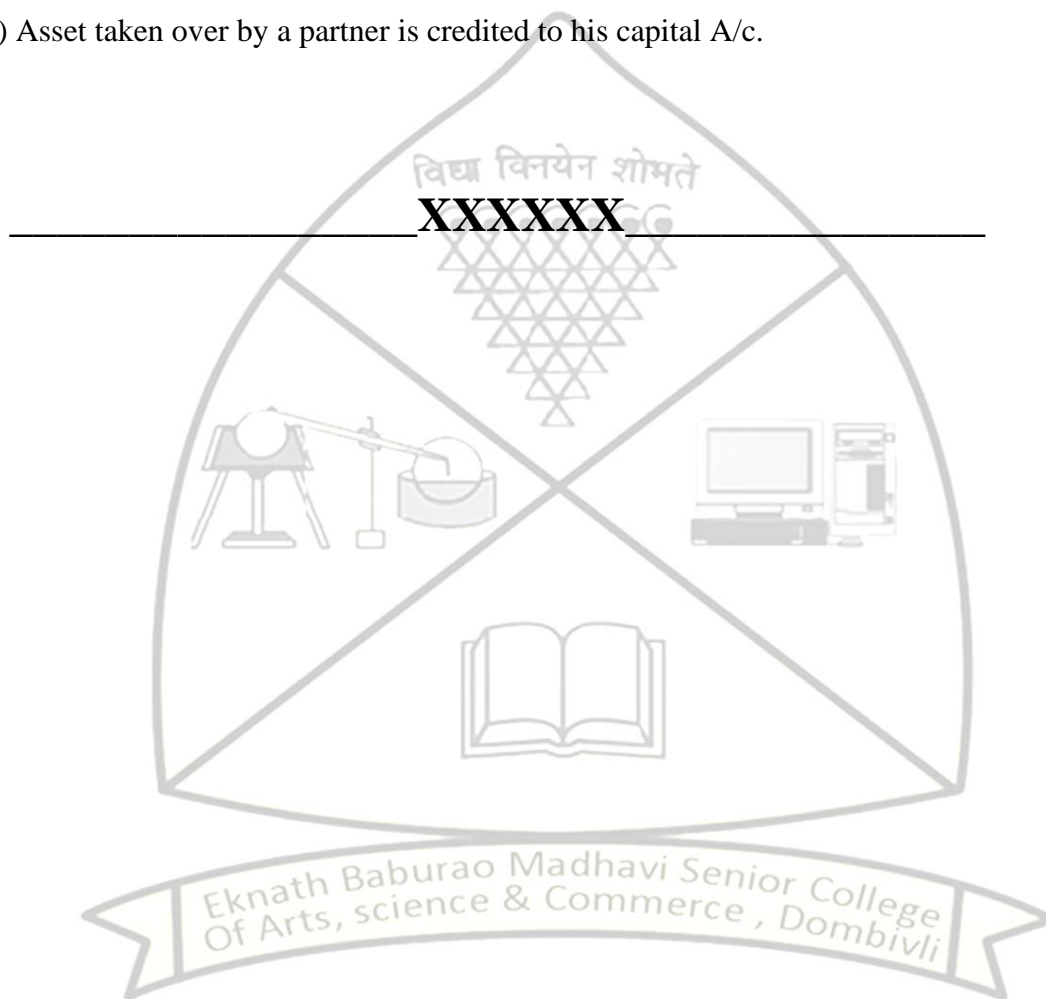 ) Asset taken over by a partner is credited to his capital A/c.
विद्या विनयेन शोभते
_________________XXXXXX_______________
Eknath Baburao Madhavi Senior College
Of Arts, science & Commerce , Dombivli